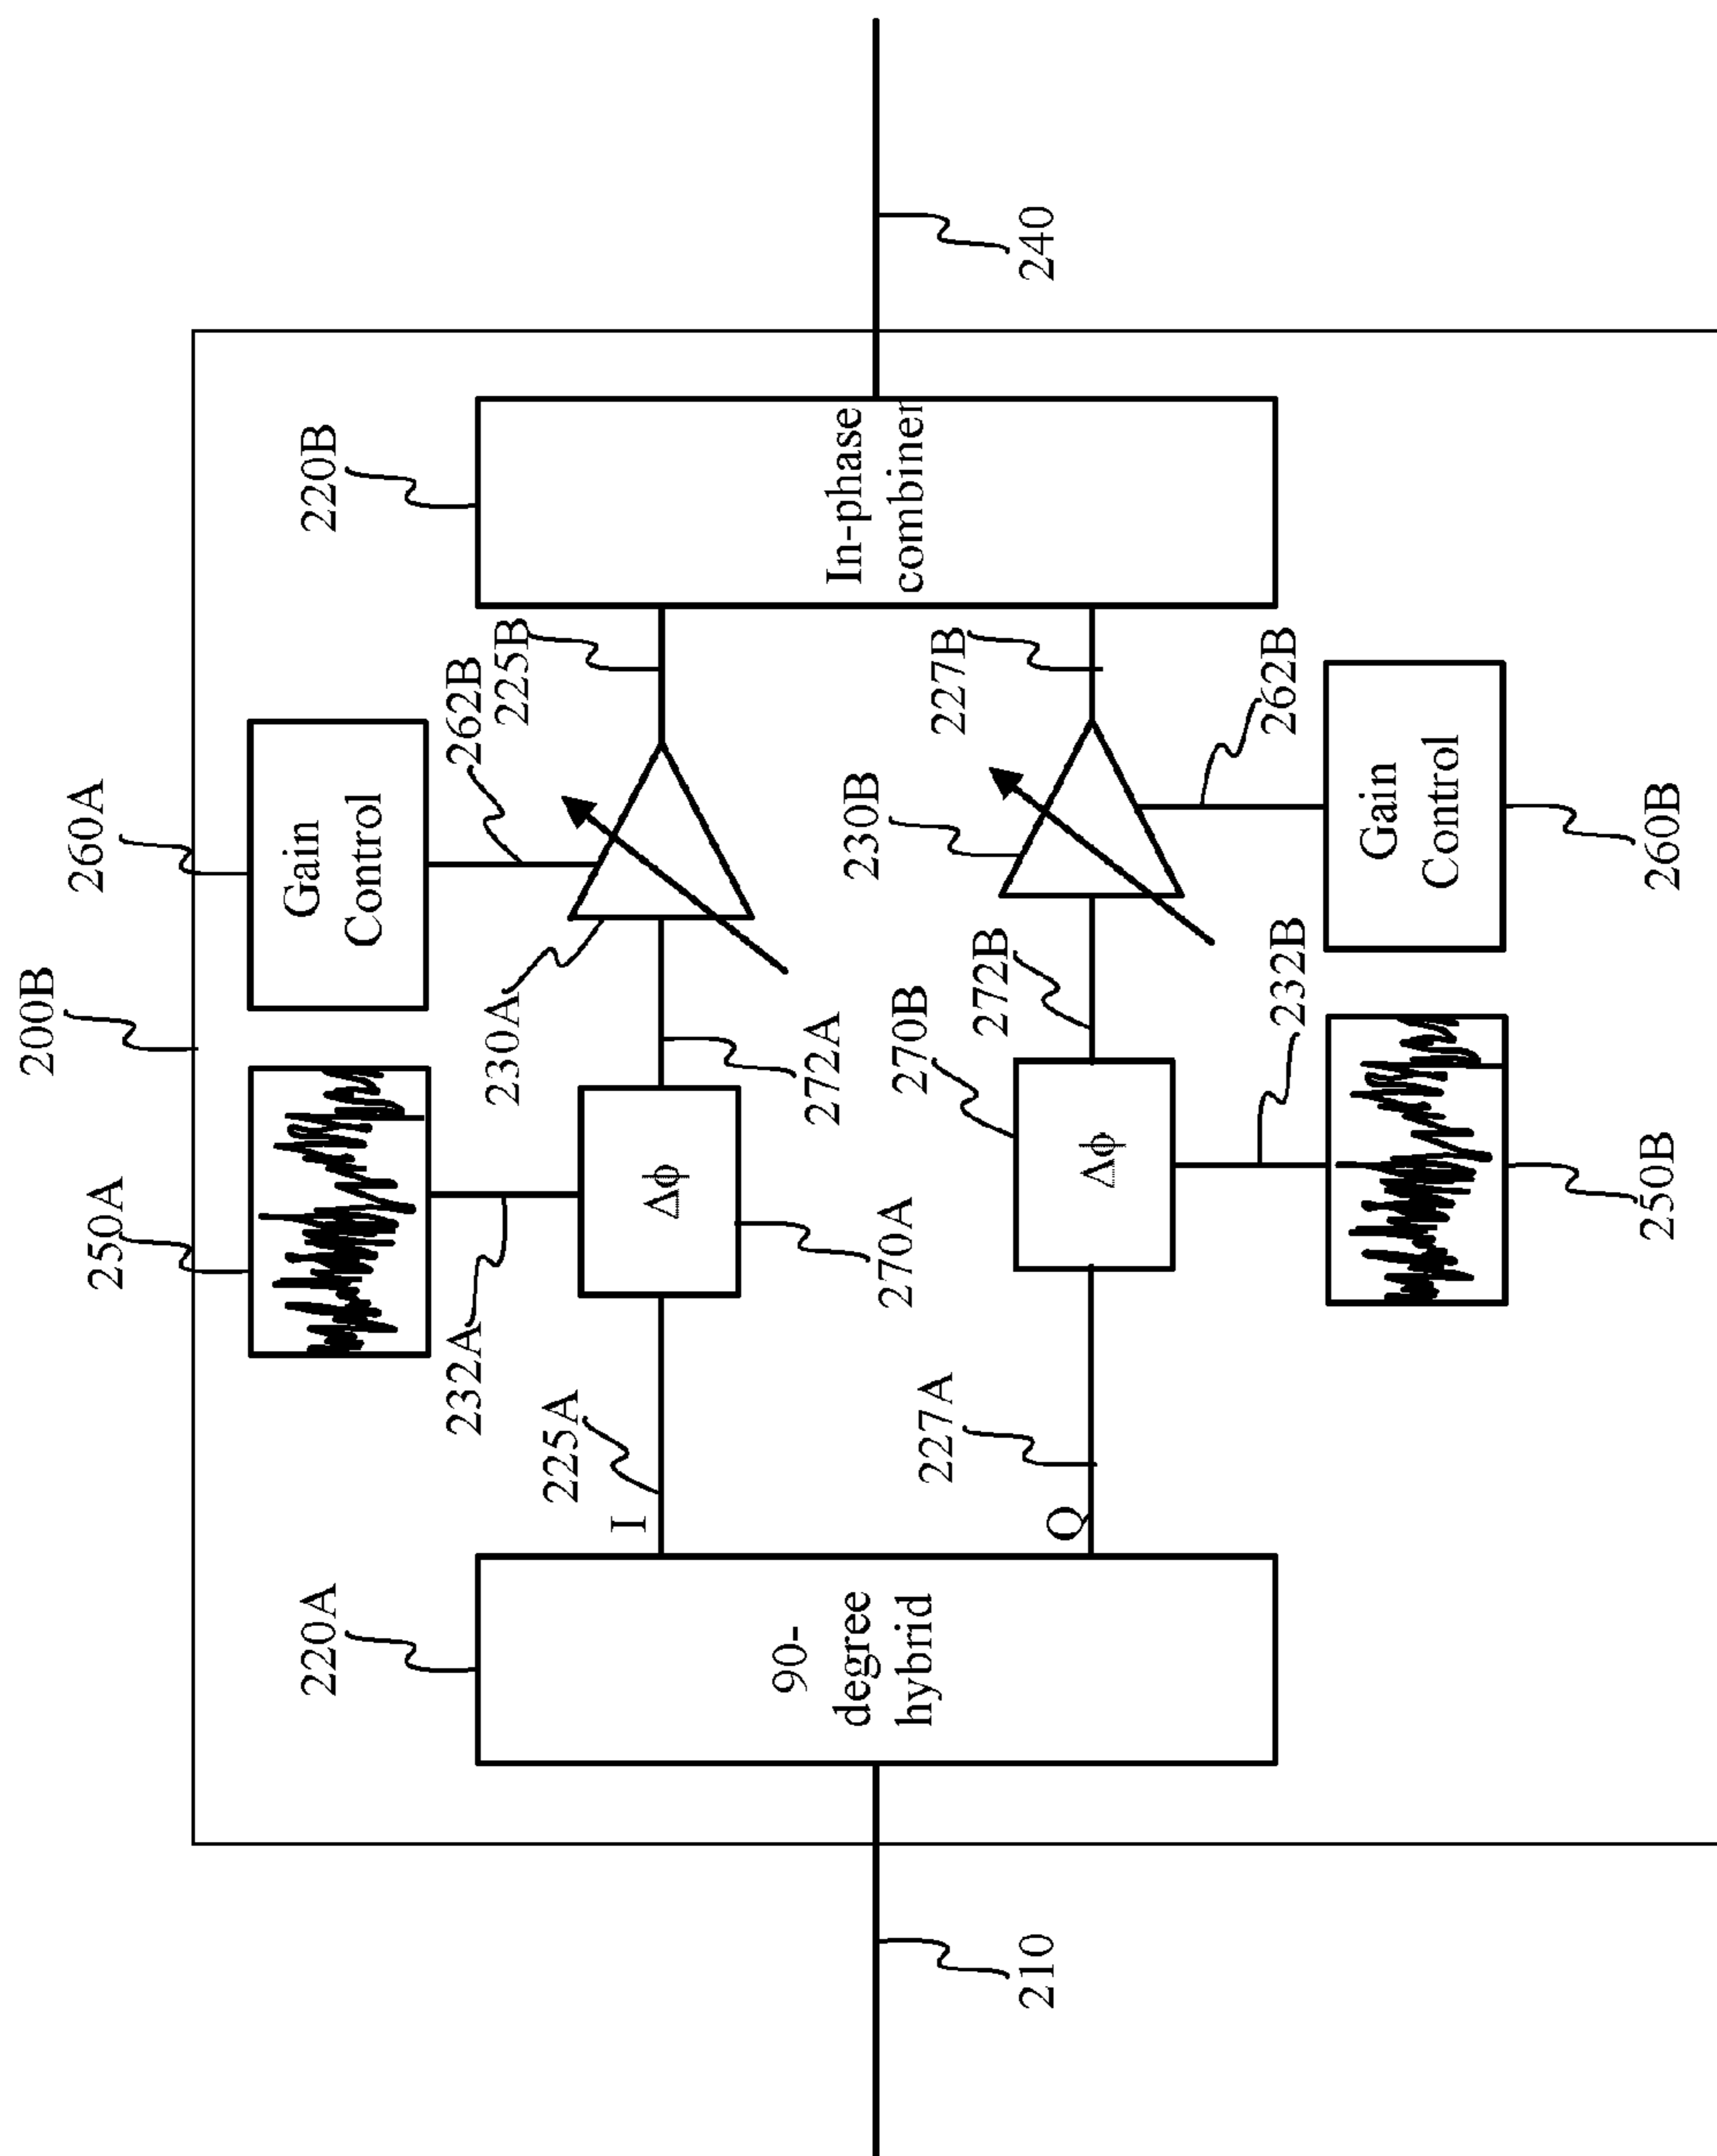 200B
250A
260A
220A
232A
230A
262B
220B
Gain
Control
225A
225B
I
Δϕ
272A
270A
90-
degree
hybrid
In-phase
combiner
210
240
227A
Q
270B
272B
230B
227B
Δϕ
232B
262B
Gain
Control
250B
260B